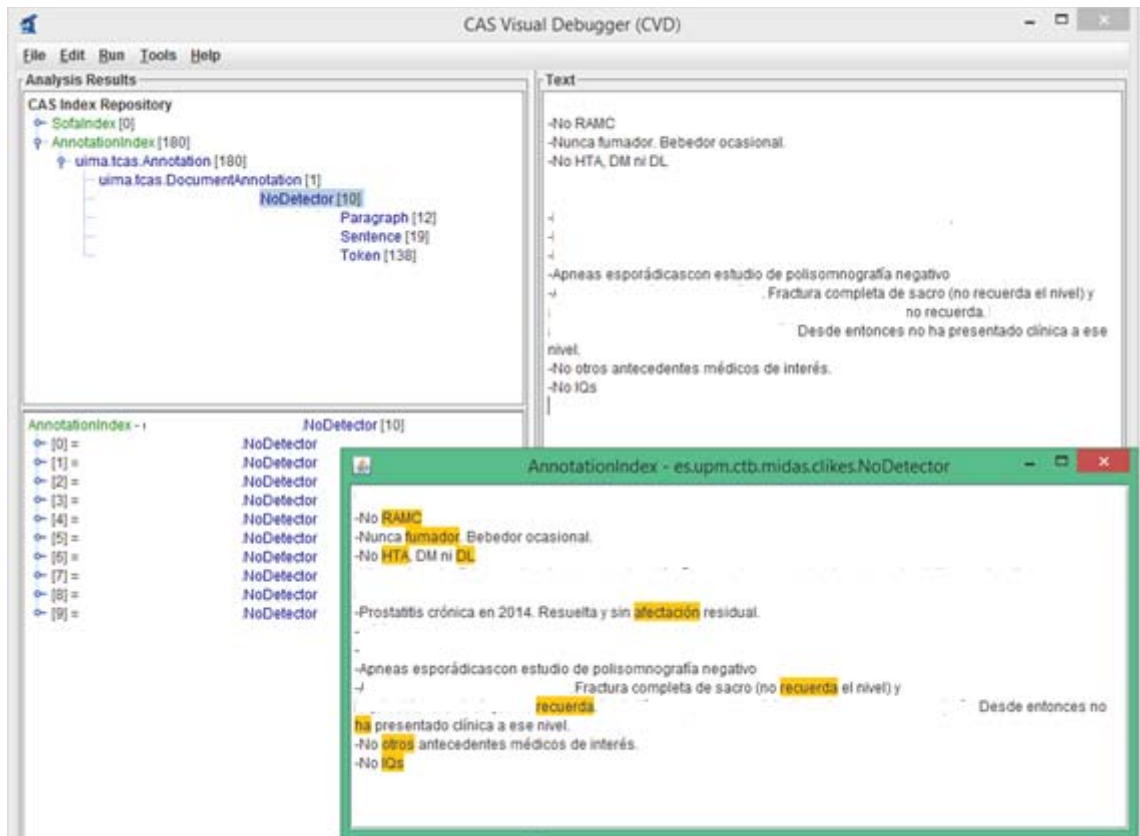 CAS Visual Debugger (CVD)
File Edit Run Tools Help
Analysis Results
CAS Index Repository
SofaIndex [0]
AnnotationIndex [180]
uima.tcas.Annotation [180]
uima.tcas.DocumentAnnotation [1]
NoDetector [10]
Paragraph [12]
Sentence [19]
Token [138]
Text
-No RAMC
-Nunca fumador. Bebedor ocasional.
-No HTA, DM ni DL
-Apneas esporádicascon estudio de polisomnografía negativo
. Fractura completa de sacro (no recuerda el nivel) y
no recuerda.
Desde entonces no ha presentado clínica a ese
nivel.
-No otros antecedentes médicos de interés.
-No IQs
AnnotationIndex - .NoDetector [10]
[0] = .NoDetector
[1] = .NoDetector
[2] = .NoDetector
[3] = .NoDetector
[4] = .NoDetector
[5] = .NoDetector
[6] = .NoDetector
[7] = .NoDetector
[8] = .NoDetector
[9] = .NoDetector
AnnotationIndex - es.upm.ctb.midas.clikes.NoDetector
-No RAMC
-Nunca fumador. Bebedor ocasional.
-No HTA, DM ni DL
-Prostatitis crónica en 2014. Resuelta y sin afectación residual.
-
-
-Apneas esporádicascon estudio de polisomnografía negativo
Fractura completa de sacro (no recuerda el nivel) y
recuerda. Desde entonces no
ha presentado clínica a ese nivel.
-No otros antecedentes médicos de interés.
-No IQs